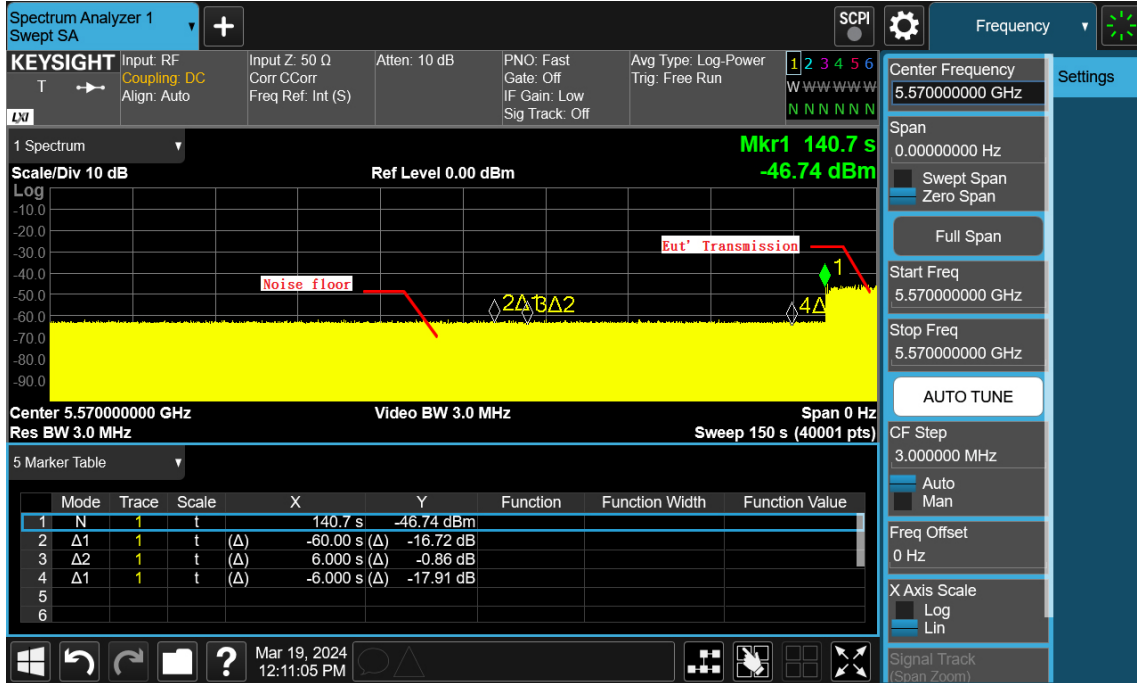 Spectrum Analyzer 1
Swept SA
SCPI
Frequency
KEYSIGHT
T
LXI
Input: RF
Coupling: DC
Align: Auto
Input Z: 50 Ω
Corr CCorr
Freq Ref: Int (S)
Atten: 10 dB
PNO: Fast
Gate: Off
IF Gain: Low
Sig Track: Off
Avg Type: Log-Power
Trig: Free Run
1 2 3 4 5 6
W W W W W W
N N N N N N
1 Spectrum
Mkr1 140.7 s
-46.74 dBm
Scale/Div 10 dB
Ref Level 0.00 dBm
Log
-10.0
-20.0
-30.0
-40.0
-50.0
-60.0
-70.0
-80.0
-90.0
Noise floor
Eut' Transmission
1
2Δ1
3Δ2
4Δ
Center 5.570000000 GHz
Video BW 3.0 MHz
Span 0 Hz
Res BW 3.0 MHz
Sweep 150 s (40001 pts)
5 Marker Table
Mode Trace Scale X Y Function Function Width Function Value
1 N 1 t 140.7 s -46.74 dBm
2 Δ1 1 t (Δ) -60.00 s (Δ) -16.72 dB
3 Δ2 1 t (Δ) 6.000 s (Δ) -0.86 dB
4 Δ1 1 t (Δ) -6.000 s (Δ) -17.91 dB
5
6
?
Mar 19, 2024
12:11:05 PM
Center Frequency
5.570000000 GHz
Settings
Span
0.00000000 Hz
Swept Span
Zero Span
Full Span
Start Freq
5.570000000 GHz
Stop Freq
5.570000000 GHz
AUTO TUNE
CF Step
3.000000 MHz
Auto
Man
Freq Offset
0 Hz
X Axis Scale
Log
Lin
Signal Track
(Span Zoom)